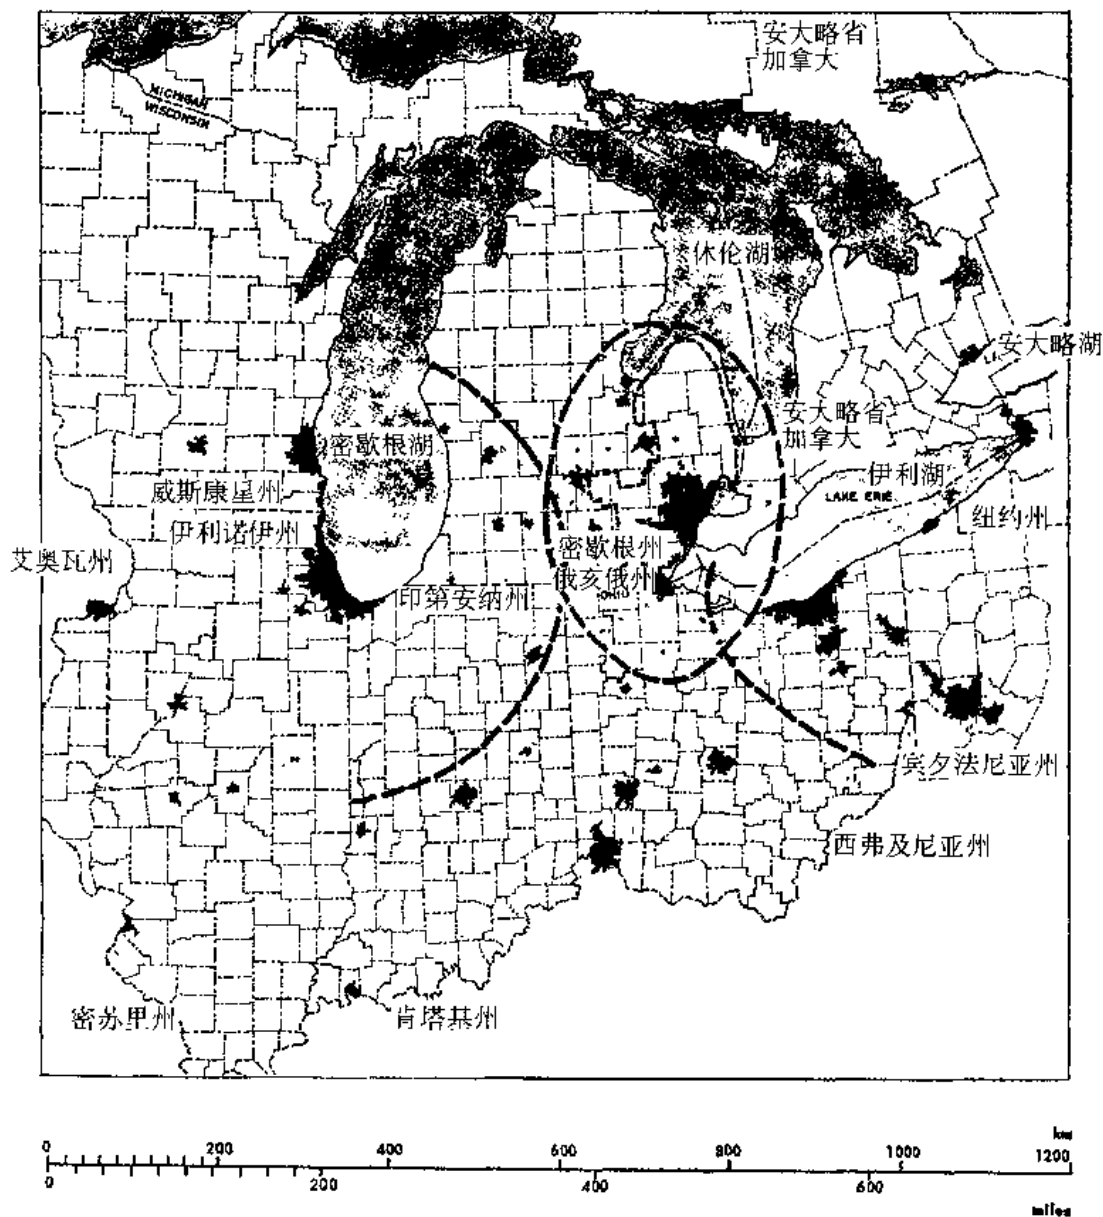 安大略省
加拿大
MICHIGAN
WISCONSIN
休伦湖
安大略湖
安大略省
加拿大
密歇根湖
伊利湖
LAKE ERIE
威斯康星州
纽约州
伊利诺伊州
密歇根州
艾奥瓦州
俄亥俄州
OHIO
印第安纳州
宾夕法尼亚州
西弗及尼亚州
密苏里州
肯塔基州
km
0 200 400 600 800 1000 1200
0 200 400 600
miles